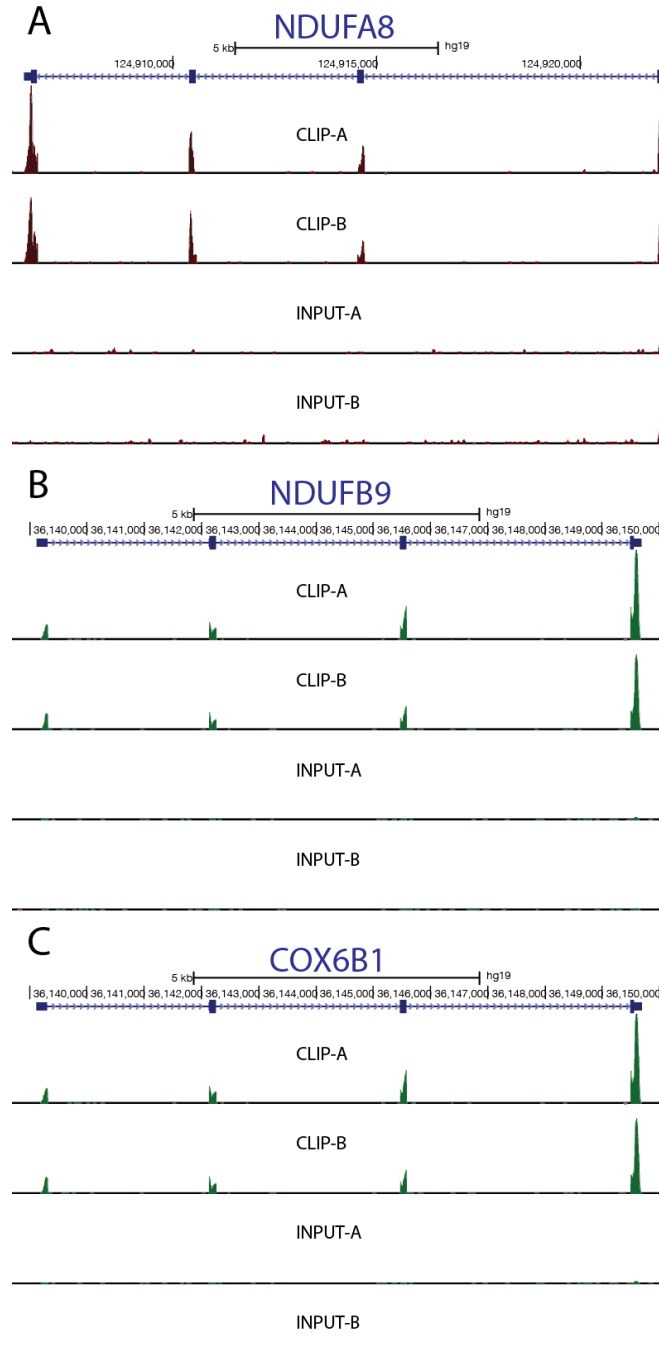 A
NDUFA8
5 kb hg19
124,910,000 124,915,000 124,920,000
CLIP-A
CLIP-B
INPUT-A
INPUT-B
B
NDUFB9
5 kb hg19
36,140,000 36,141,000 36,142,000 36,143,000 36,144,000 36,145,000 36,146,000 36,147,000 36,148,000 36,149,000 36,150,000
CLIP-A
CLIP-B
INPUT-A
INPUT-B
C
COX6B1
5 kb hg19
36,140,000 36,141,000 36,142,000 36,143,000 36,144,000 36,145,000 36,146,000 36,147,000 36,148,000 36,149,000 36,150,000
CLIP-A
CLIP-B
INPUT-A
INPUT-B